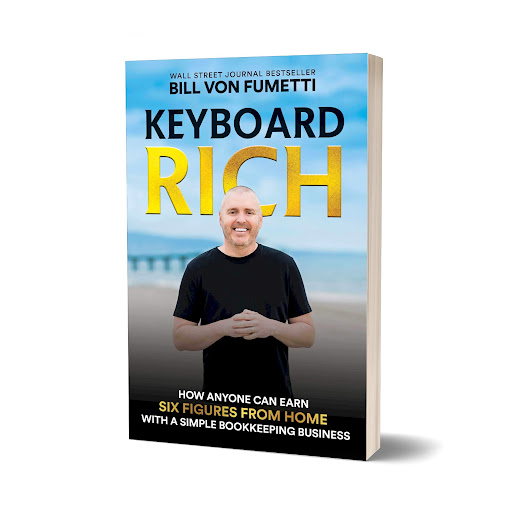 WALL STREET JOURNAL BESTSELLER
BILL VON FUMETTI
KEYBOARD
RICH
HOW ANYONE CAN EARN
SIX FIGURES FROM HOME
WITH A SIMPLE BOOKKEEPING BUSINESS